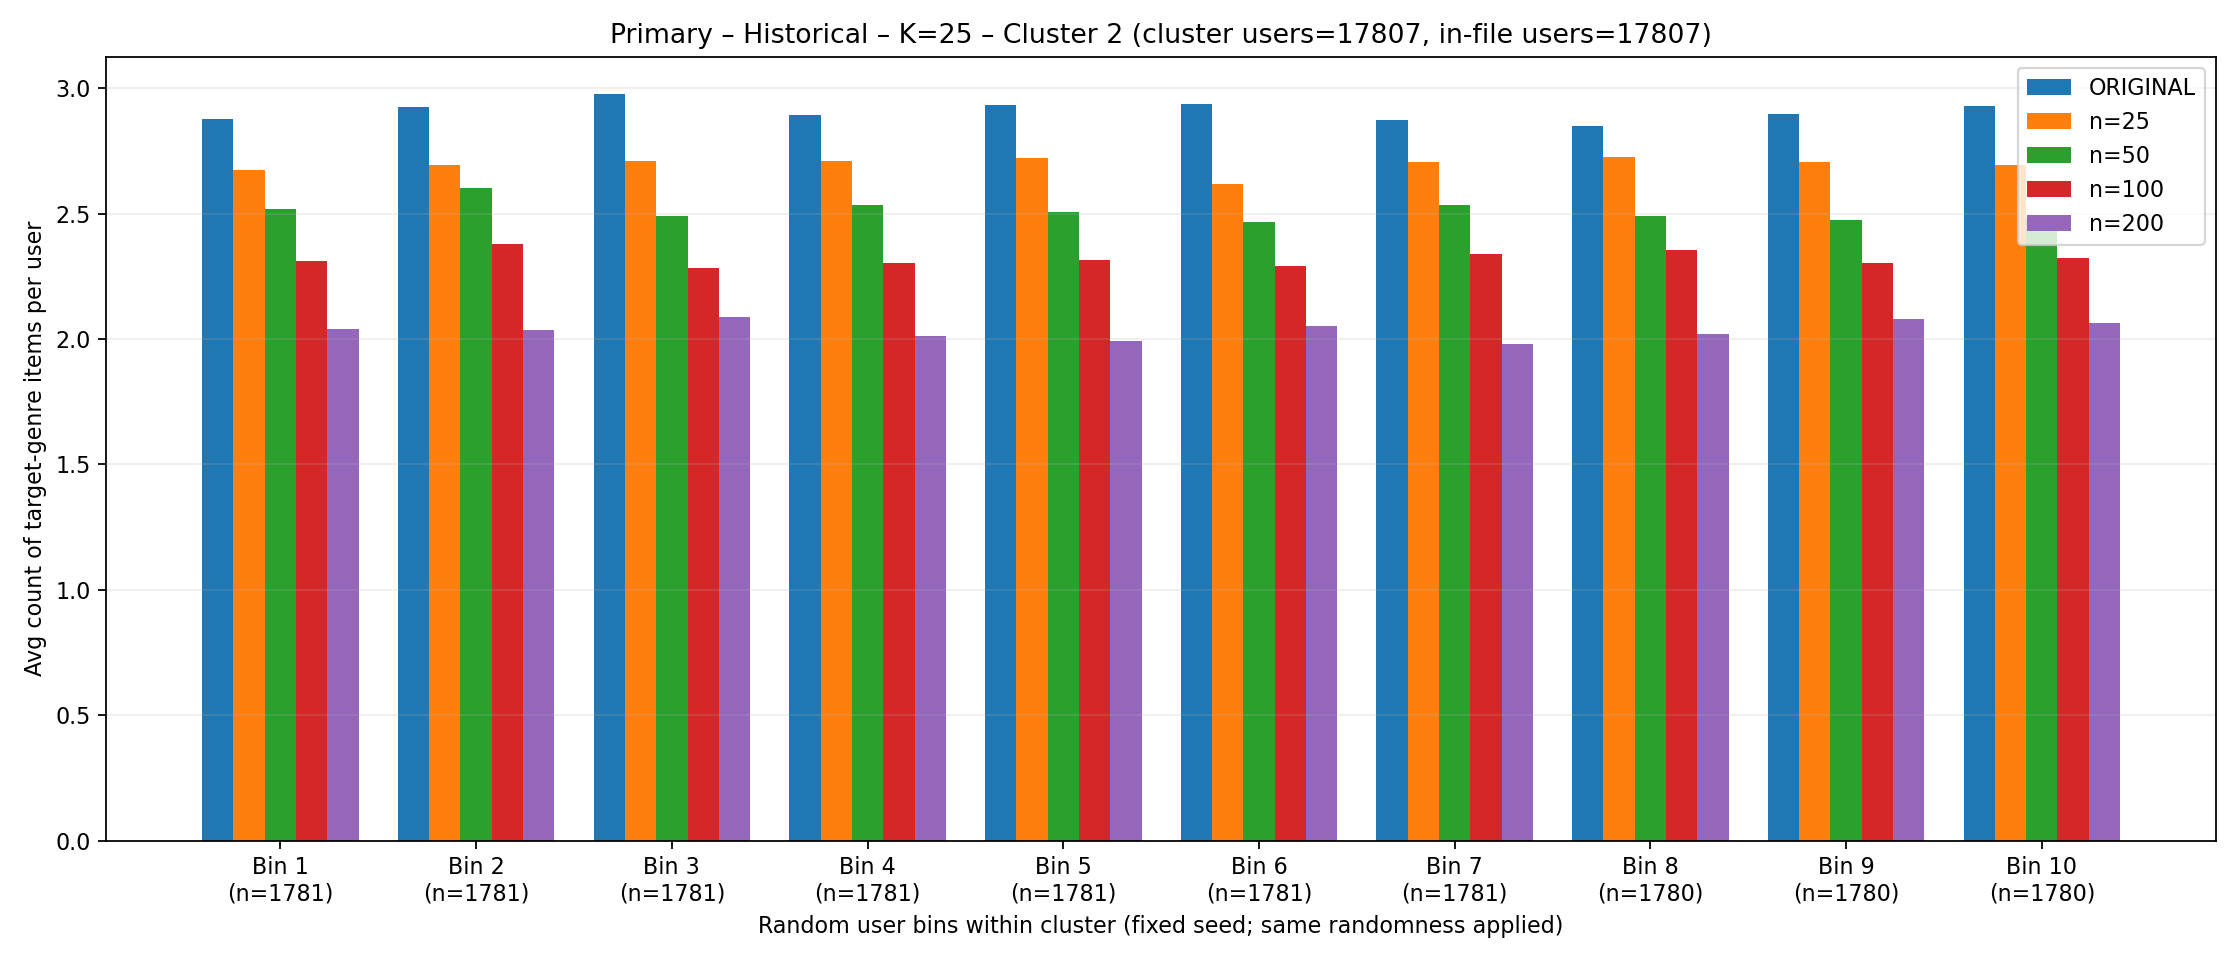 Primary – Historical – K=25 – Cluster 2 (cluster users=17807, in-file users=17807)
Avg count of target-genre items per user
3.0
2.5
2.0
1.5
1.0
0.5
0.0
ORIGINAL
n=25
n=50
n=100
n=200
Bin 1
(n=1781)
Bin 2
(n=1781)
Bin 3
(n=1781)
Bin 4
(n=1781)
Bin 5
(n=1781)
Bin 6
(n=1781)
Bin 7
(n=1781)
Bin 8
(n=1780)
Bin 9
(n=1780)
Bin 10
(n=1780)
Random user bins within cluster (fixed seed; same randomness applied)